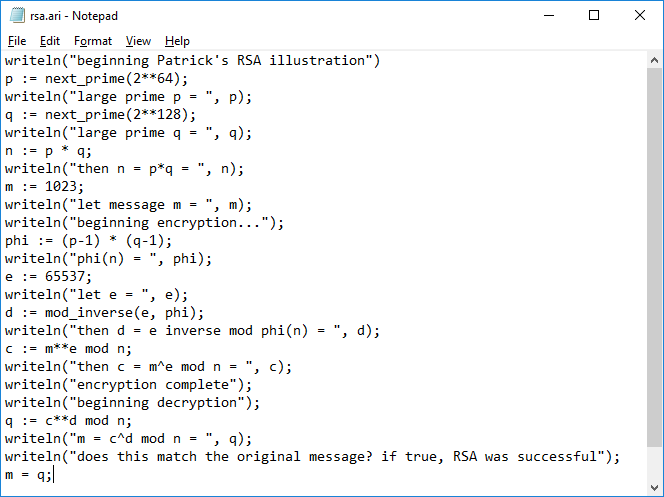 rsa.ari - Notepad
File Edit Format View Help
writeln("beginning Patrick's RSA illustration")
p := next_prime(2**64);
writeln("large prime p = ", p);
q := next_prime(2**128);
writeln("large prime q = ", q);
n := p * q;
writeln("then n = p*q = ", n);
m := 1023;
writeln("let message m = ", m);
writeln("beginning encryption...");
phi := (p-1) * (q-1);
writeln("phi(n) = ", phi);
e := 65537;
writeln("let e = ", e);
d := mod_inverse(e, phi);
writeln("then d = e inverse mod phi(n) = ", d);
c := m**e mod n;
writeln("then c = m^e mod n = ", c);
writeln("encryption complete");
writeln("beginning decryption");
q := c**d mod n;
writeln("m = c^d mod n = ", q);
writeln("does this match the original message? if true, RSA was successful");
m = q;